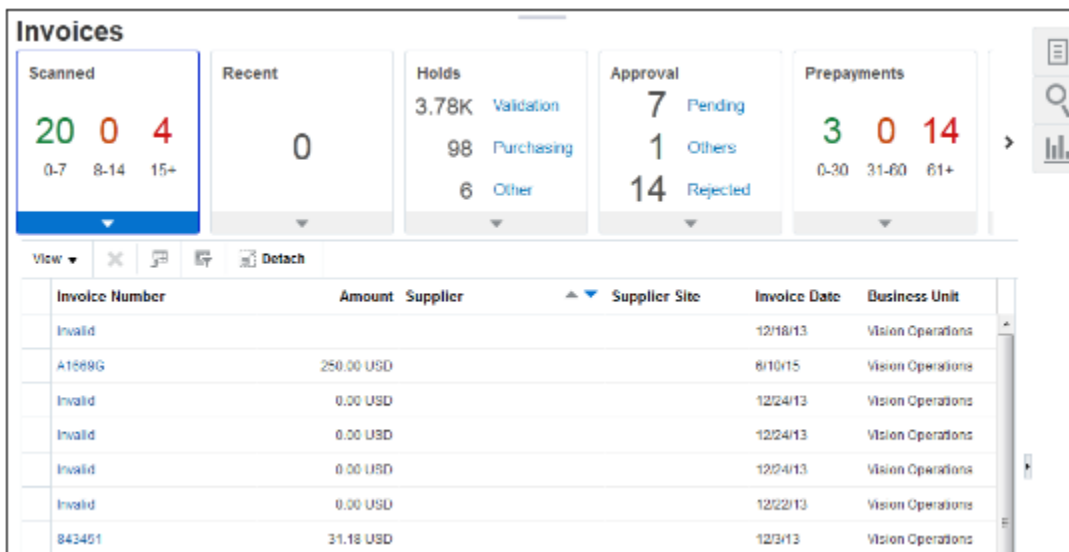 Invoices
Scanned Recent Holds Approval Prepayments
3.78K Validation 7 Pending
20 0 4 0 98 Purchasing 1 Others 3 0 14
0-7 8-14 15+ 6 Other 14 Rejected 0-30 31-60 61+
View Detach
Invoice Number Amount Supplier Supplier Site Invoice Date Business Unit
Invalid 12/18/13 Vision Operations
A1669G 250.00 USD 6/10/15 Vision Operations
Invalid 0.00 USD 12/24/13 Vision Operations
Invalid 0.00 USD 12/24/13 Vision Operations
Invalid 0.00 USD 12/24/13 Vision Operations
Invalid 0.00 USD 12/22/13 Vision Operations
843451 31.18 USD 12/3/13 Vision Operations